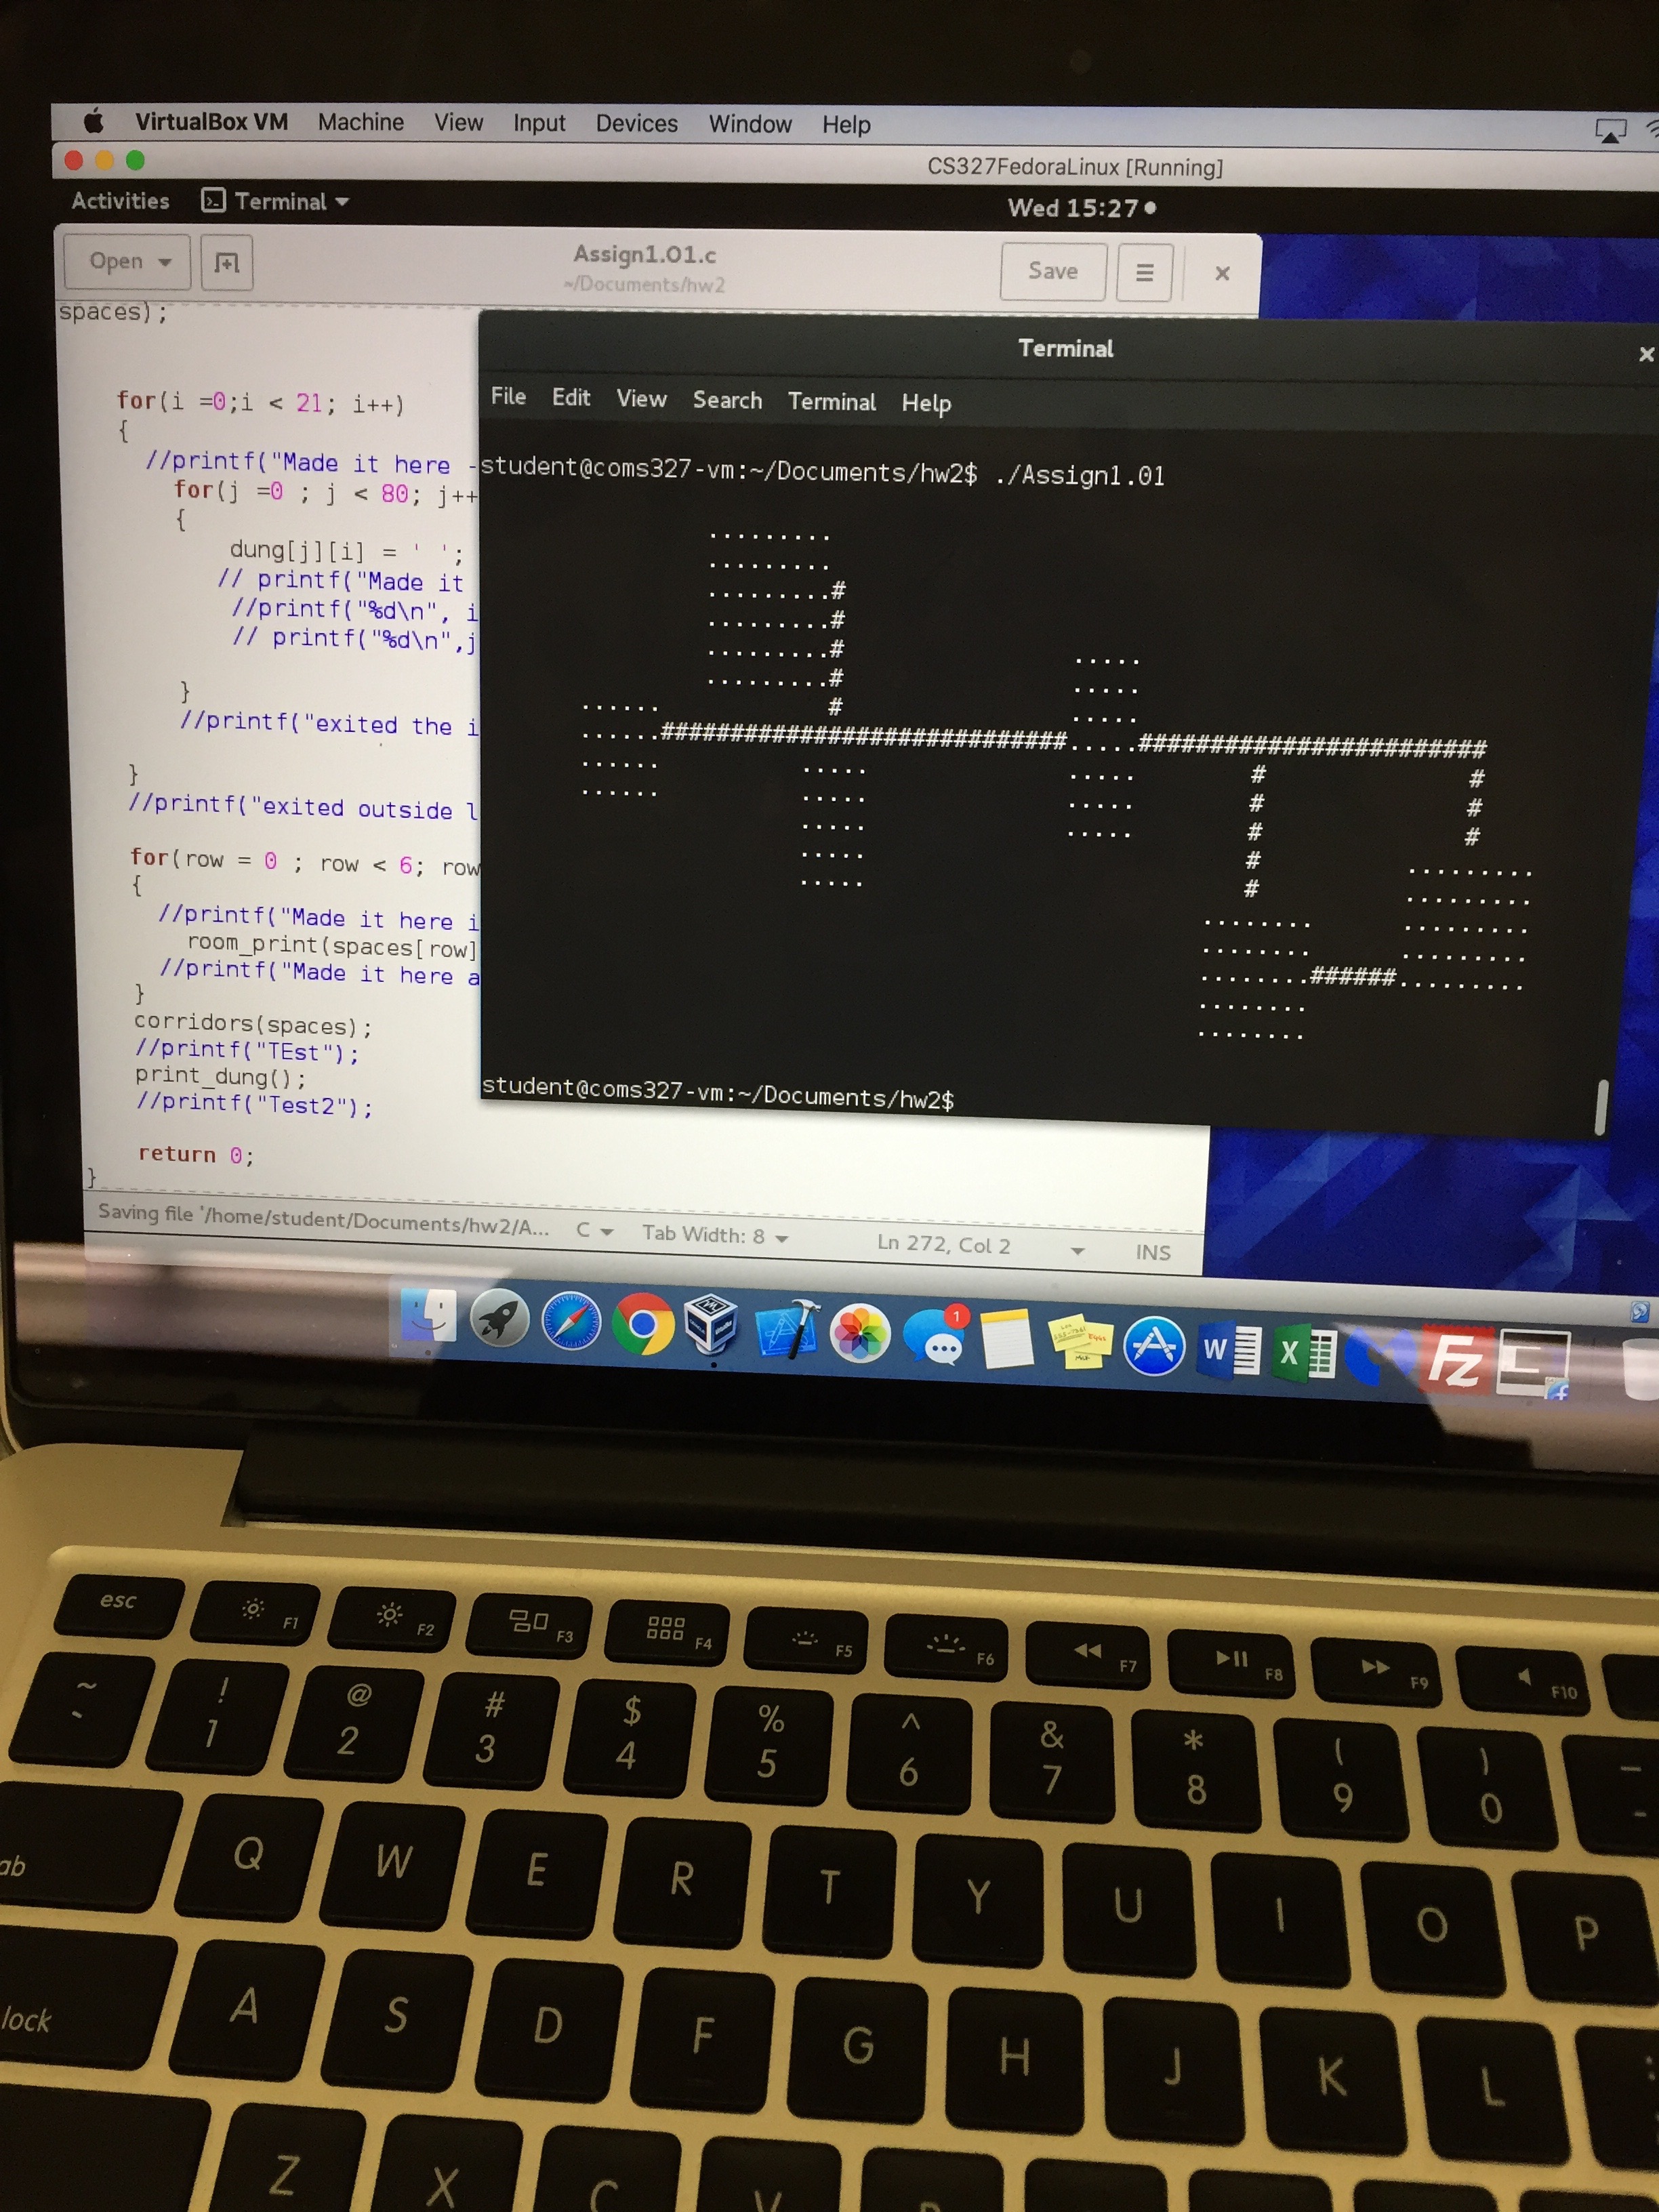 VirtualBox VM Machine View Input Devices Window Help
CS327FedoraLinux [Running]
Activities Terminal Wed 15:27
Open Assign1.01.c Save
~/Documents/hw2
spaces);
for(i =0;i < 21; i++)
{
//printf("Made it here -
for(j =0 ; j < 80; j++
{
dung[j][i] = ' ';
// printf("Made it
//printf("%d\n", i
// printf("%d\n",j
}
//printf("exited the i
}
//printf("exited outside l
for(row = 0 ; row < 6; row
{
//printf("Made it here i
room_print(spaces[row]
//printf("Made it here a
}
corridors(spaces);
//printf("TEst");
print_dung();
//printf("Test2");
return 0;
}
Saving file '/home/student/Documents/hw2/A... C Tab Width: 8 Ln 272, Col 2 INS
Terminal
File Edit View Search Terminal Help
student@coms327-vm:~/Documents/hw2$ ./Assign1.01
student@coms327-vm:~/Documents/hw2$
1
W
X
Fz
esc F1 F2 F3 F4 F5 F6 F7 F8 F9 F10
~ ! @ # $ % ^ & * ( )
1 2 3 4 5 6 7 8 9 0
ab Q W E R T Y U I O P
lock A S D F G H J K L
Z X C V